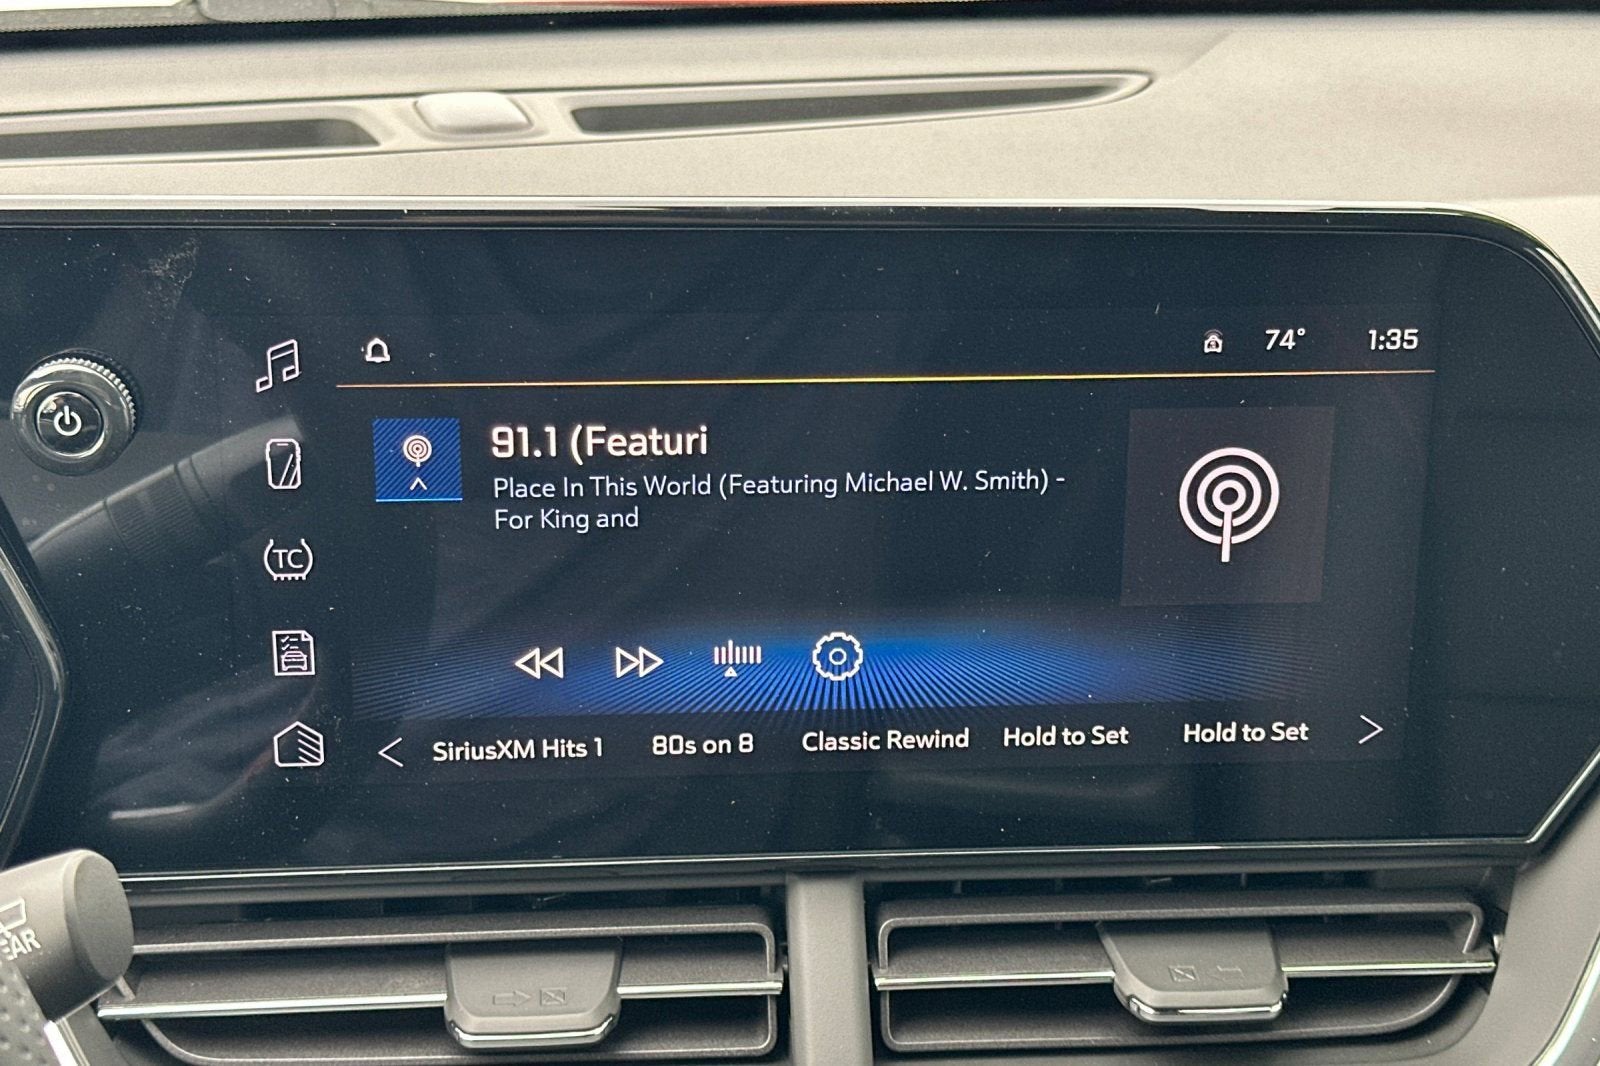 74° 1:35
91.1 (Featuri
Place In This World (Featuring Michael W. Smith) -
For King and
TC
SiriusXM Hits 1 80s on 8 Classic Rewind Hold to Set Hold to Set